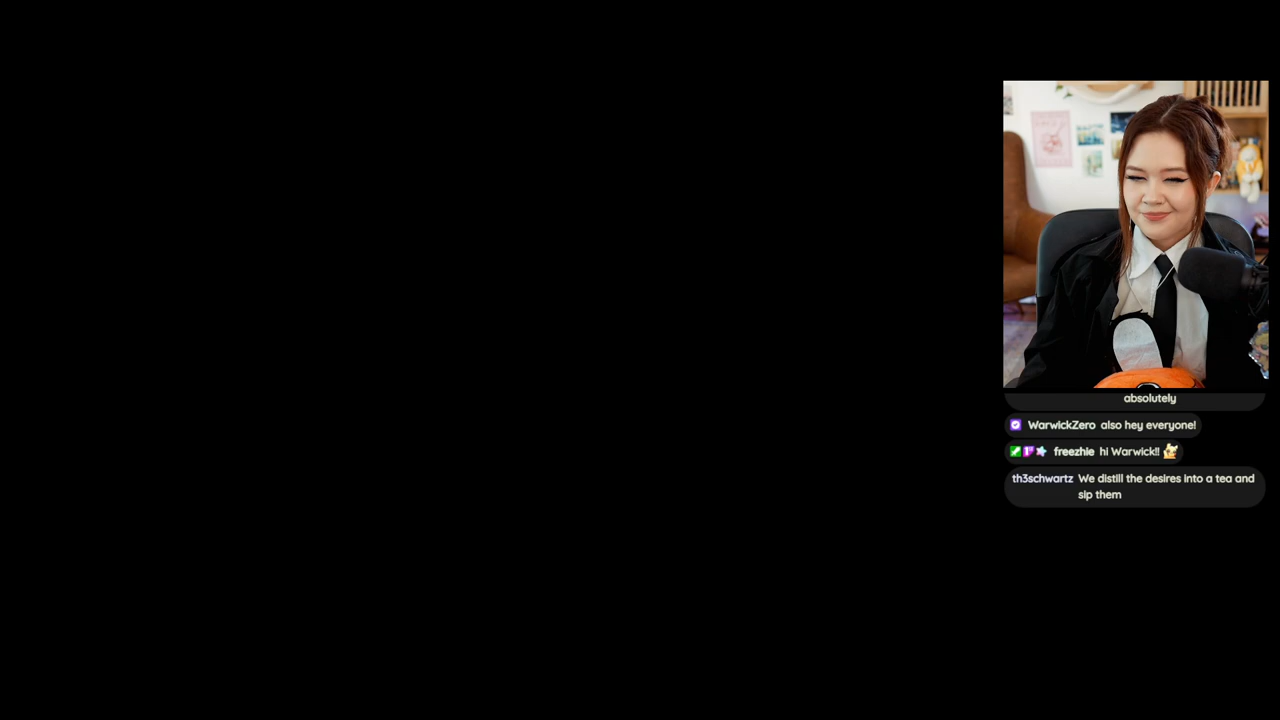 absolutely
WarwickZero also hey everyone!
freezhie hi Warwick!!
th3schwartz We distill the desires into a tea and
sip them